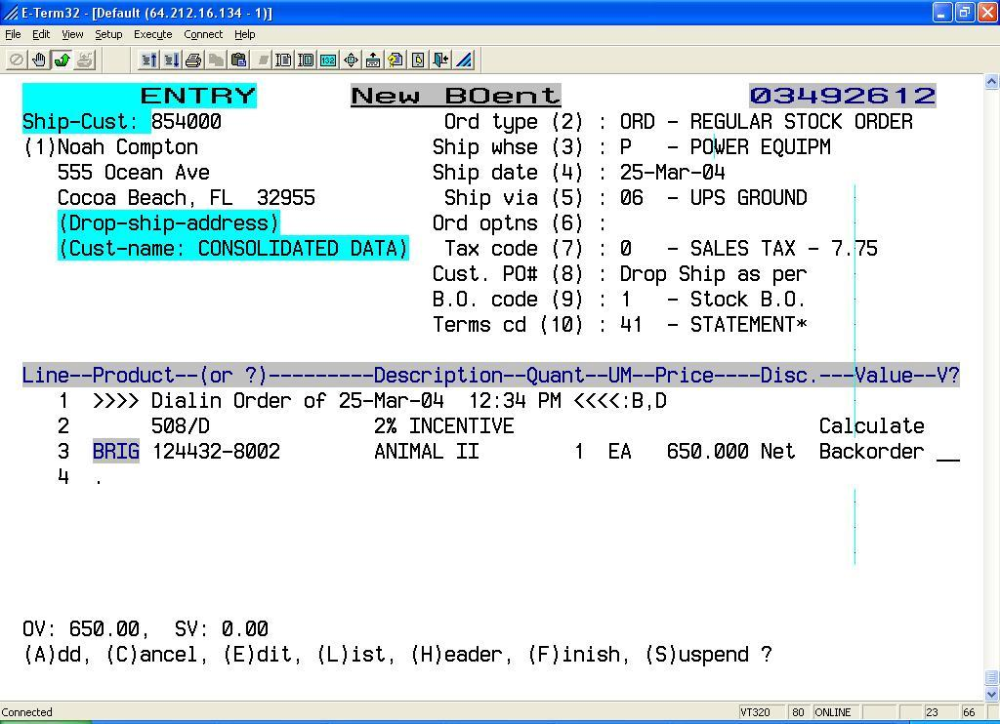 E-Term32 - [Default (64.212.16.134 - 1)]
File Edit View Setup Execute Connect Help
132
ENTRY New BOent 03492612
Ship-Cust: 854000 Ord type (2) : ORD - REGULAR STOCK ORDER
(1)Noah Compton Ship whse (3) : P - POWER EQUIPM
555 Ocean Ave Ship date (4) : 25-Mar-04
Cocoa Beach, FL 32955 Ship via (5) : 06 - UPS GROUND
(Drop-ship-address) Ord optns (6) :
(Cust-name: CONSOLIDATED DATA) Tax code (7) : 0 - SALES TAX - 7.75
Cust. PO# (8) : Drop Ship as per
B.O. code (9) : 1 - Stock B.O.
Terms cd (10) : 41 - STATEMENT*
Line--Product--(or ?)---------Description--Quant--UM--Price----Disc.---Value--V?
1 >>>> Dialin Order of 25-Mar-04 12:34 PM <<<<:B,D
2 508/D 2% INCENTIVE Calculate
3 BRIG 124432-8002 ANIMAL II 1 EA 650.000 Net Backorder __
4 .
OV: 650.00, SV: 0.00
(A)dd, (C)ancel, (E)dit, (L)ist, (H)eader, (F)inish, (S)uspend ?
Connected VT320 80 ONLINE 23 66